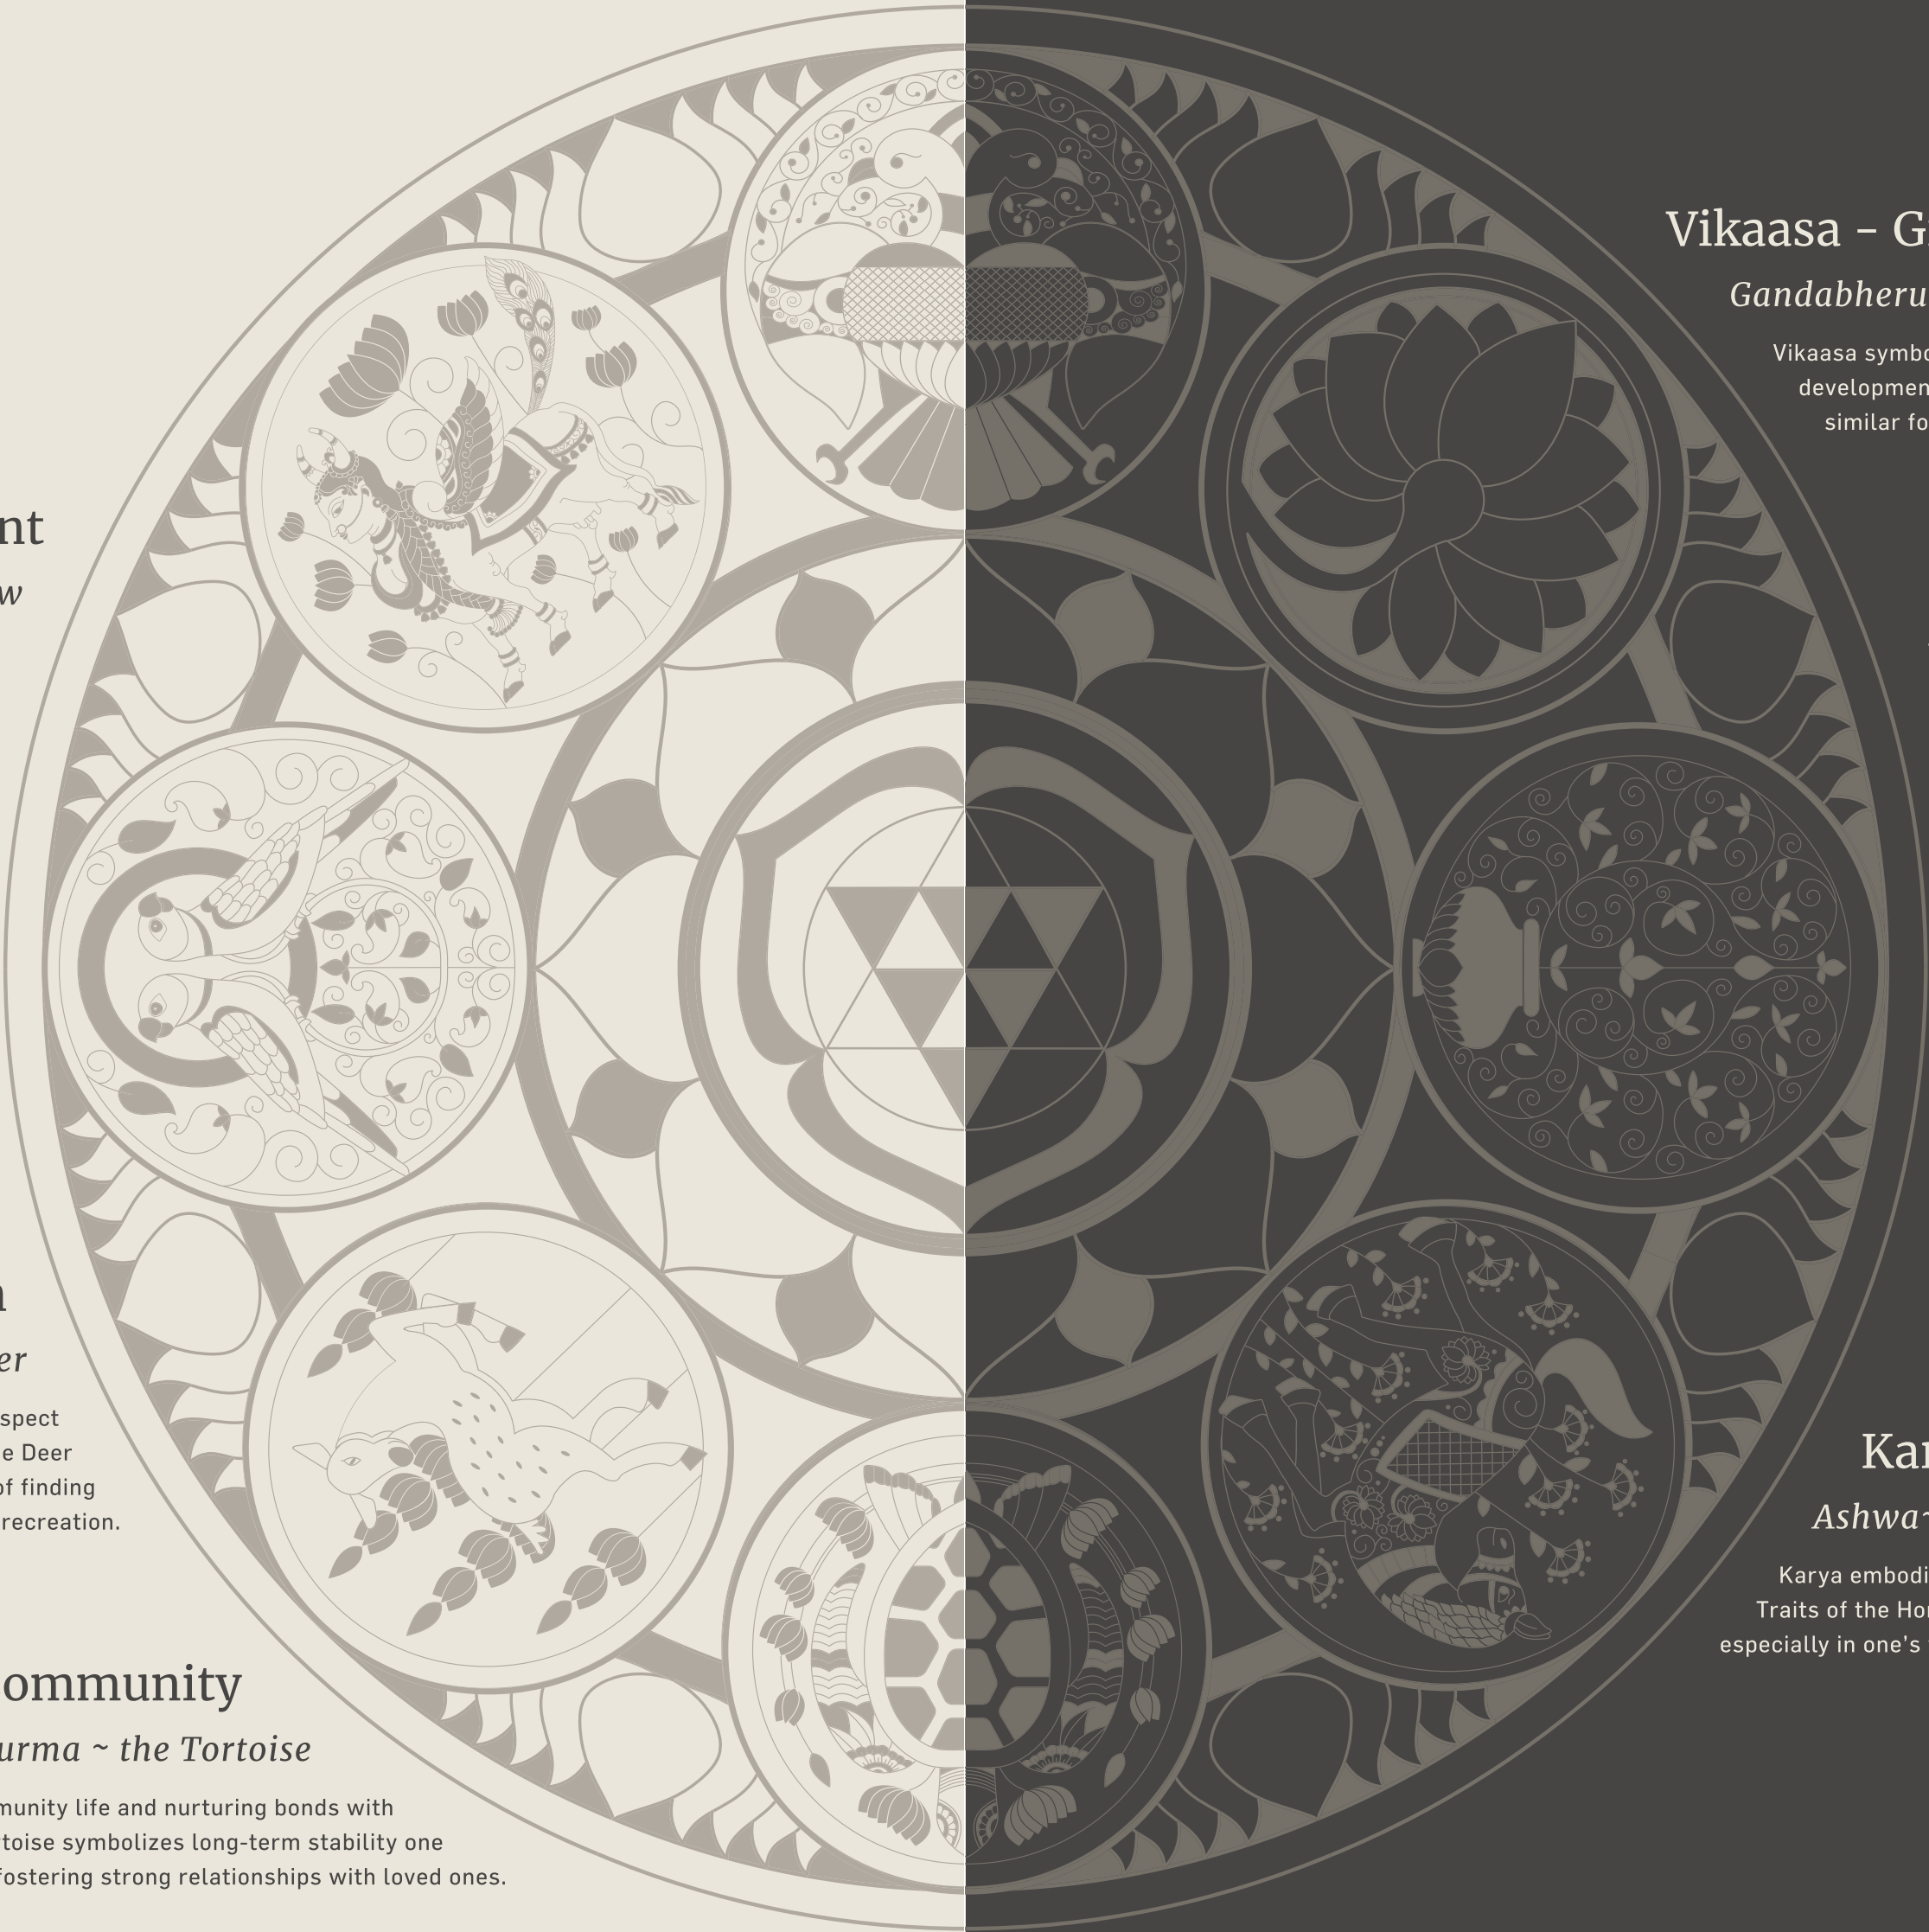 nt
w
er
spect
e Deer
of finding
recreation.
ommunity
urma ~ the Tortoise
munity life and nurturing bonds with
rtoise symbolizes long-term stability one
fostering strong relationships with loved ones.
Vikaasa - G
Gandabheru
Vikaasa symbo
developmen
similar fo
Kar
Ashwa~
Karya embodi
Traits of the Hor
especially in one's